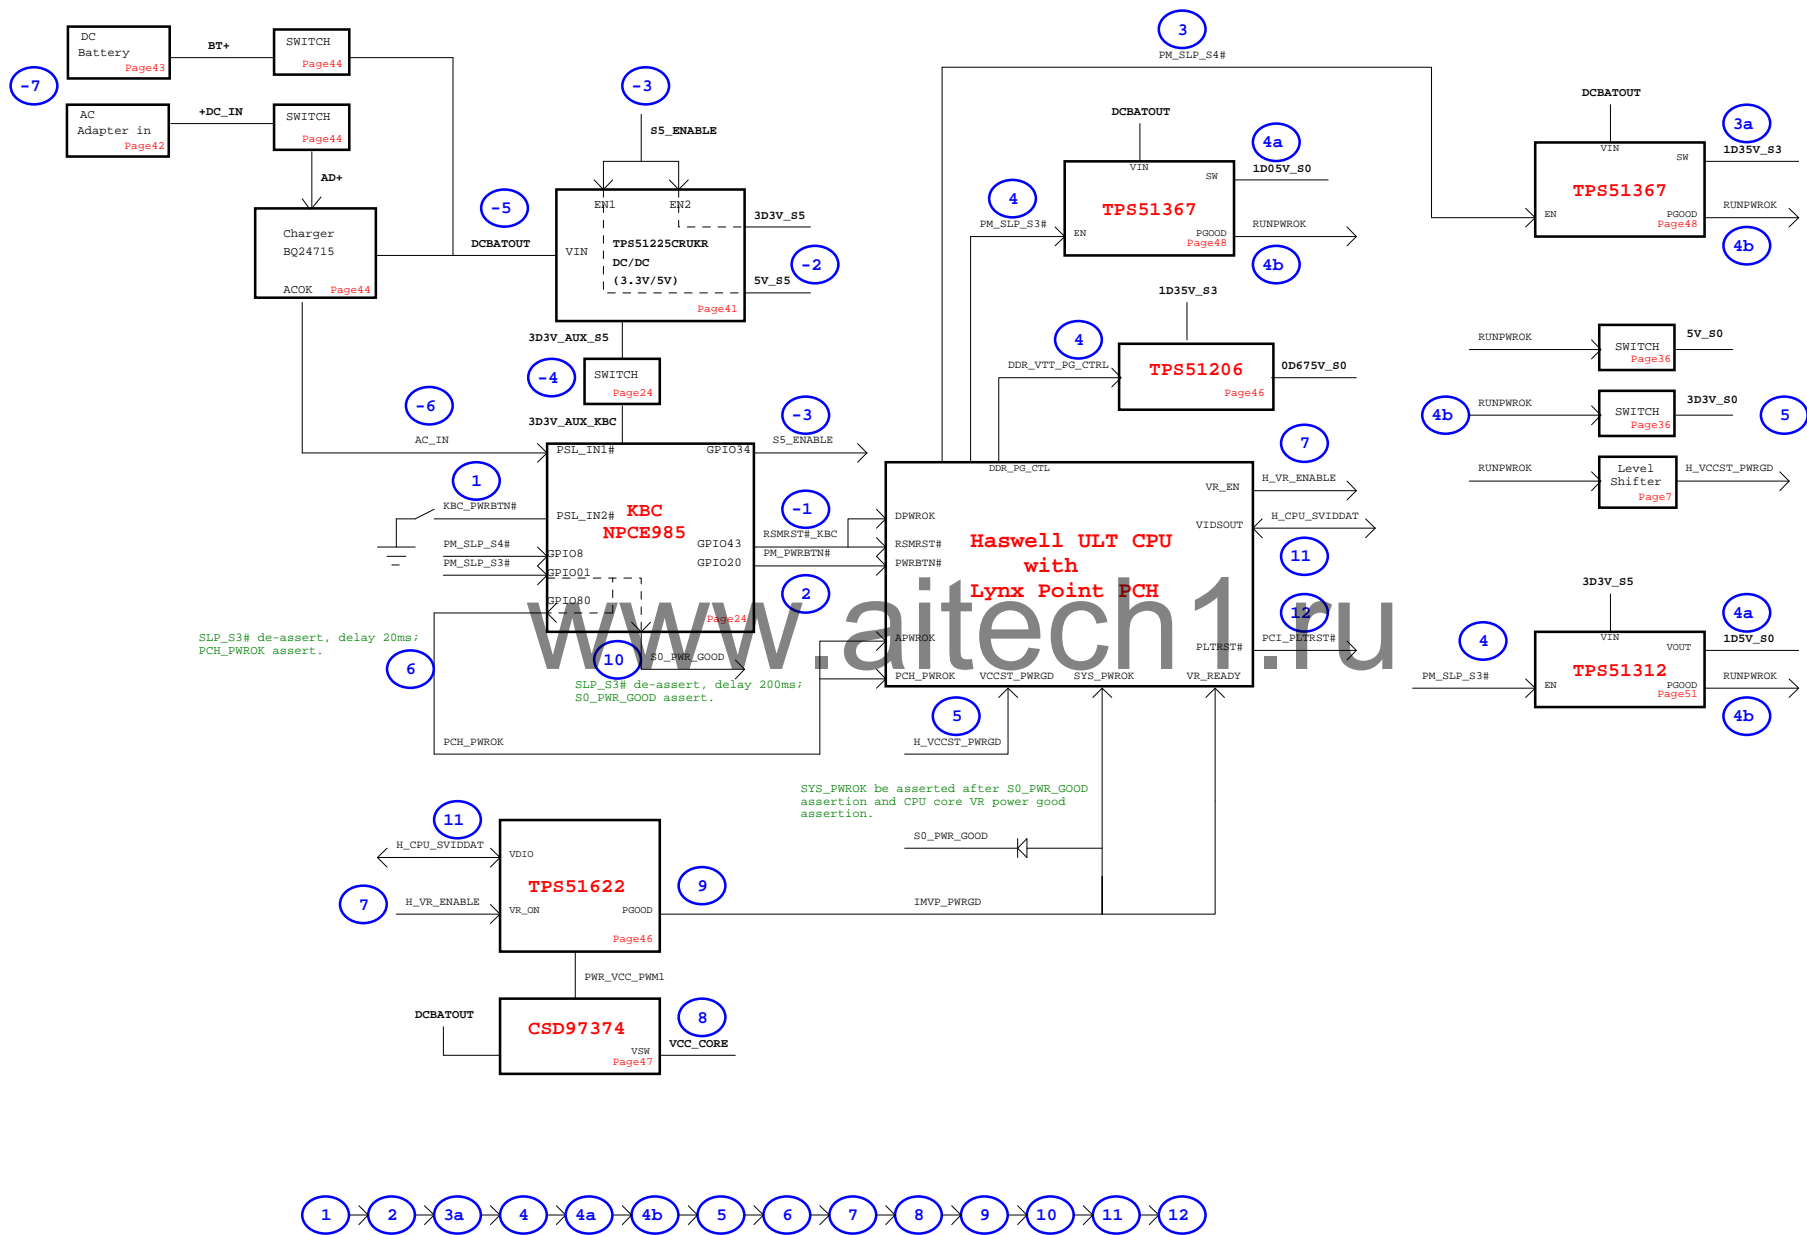 DC
Battery
Page43
BT+
SWITCH
Page44
-7
AC
Adapter in
Page42
+DC_IN
SWITCH
Page44
AD+
Charger
BQ24715
ACOK
Page44
-5
DCBATOUT
-3
S5_ENABLE
EN1
EN2
VIN
TPS51225CRUKR
DC/DC
(3.3V/5V)
Page41
3D3V_S5
-2
5V_S5
3D3V_AUX_S5
-4
SWITCH
Page24
3D3V_AUX_KBC
-6
AC_IN
1
KBC_PWRBTN#
PM_SLP_S4#
PM_SLP_S3#
PSL_IN1#
GPIO34
PSL_IN2#
KBC
NPCE985
GPIO43
GPIO20
GPIO8
GPIO01
GPIO80
Page24
-3
S5_ENABLE
-1
RSMRST#_KBC
PM_PWRBTN#
2
SLP_S3# de-assert, delay 20ms;
PCH_PWROK assert.
6
10
S0_PWR_GOOD
SLP_S3# de-assert, delay 200ms;
S0_PWR_GOOD assert.
PCH_PWROK
3
PM_SLP_S4#
DCBATOUT
4
PM_SLP_S3#
VIN
SW
TPS51367
EN
PGOOD
Page48
4a
1D05V_S0
RUNPWROK
4b
1D35V_S3
4
DDR_VTT_PG_CTRL
TPS51206
Page46
0D675V_S0
DCBATOUT
VIN
SW
TPS51367
EN
PGOOD
Page48
3a
1D35V_S3
RUNPWROK
4b
RUNPWROK
SWITCH
Page36
5V_S0
4b
RUNPWROK
SWITCH
Page36
3D3V_S0
5
RUNPWROK
Level
Shifter
Page7
H_VCCST_PWRGD
DDR_PG_CTL
VR_EN
DPWROK
VIDSOUT
RSMRST#
PWRBTN#
Haswell ULT CPU
with
Lynx Point PCH
APWROK
PLTRST#
PCH_PWROK
VCCST_PWRGD
SYS_PWROK
VR_READY
7
H_VR_ENABLE
H_CPU_SVIDDAT
11
12
PCI_PLTRST#
www.aitech1.ru
5
H_VCCST_PWRGD
3D3V_S5
4
PM_SLP_S3#
VIN
VOUT
TPS51312
EN
PGOOD
Page51
4a
1D5V_S0
RUNPWROK
4b
SYS_PWROK be asserted after S0_PWR_GOOD
assertion and CPU core VR power good
assertion.
S0_PWR_GOOD
11
H_CPU_SVIDDAT
7
H_VR_ENABLE
VDIO
TPS51622
VR_ON
PGOOD
Page46
9
IMVP_PWRGD
PWR_VCC_PWM1
DCBATOUT
CSD97374
VSW
Page47
8
VCC_CORE
1 2 3a 4 4a 4b 5 6 7 8 9 10 11 12